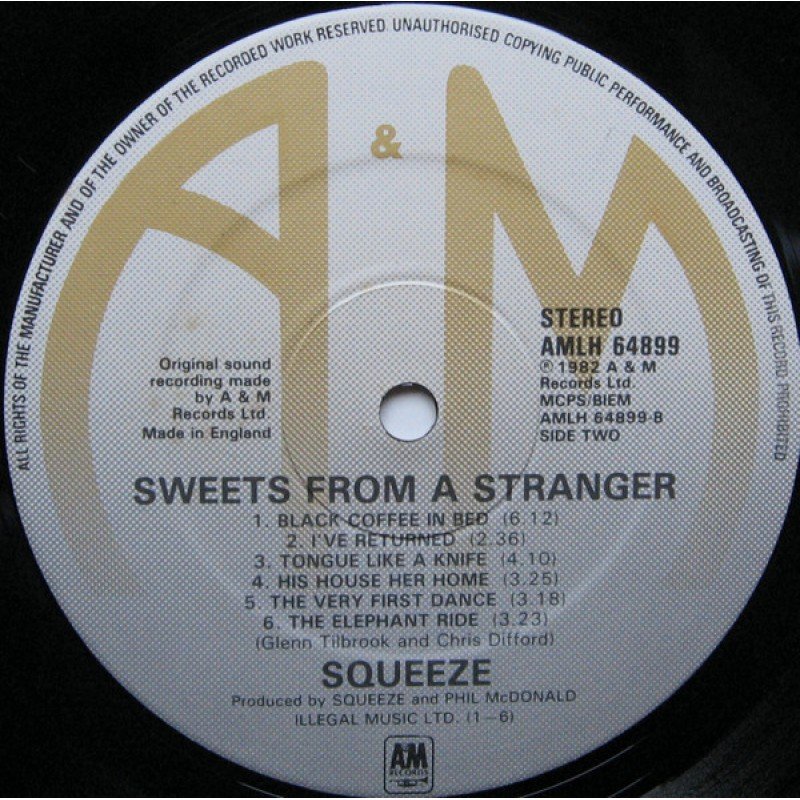 ALL RIGHTS OF THE MANUFACTURER AND OF THE OWNER OF THE RECORDED WORK RESERVED. UNAUTHORISED COPYING PUBLIC PERFORMANCE AND BROADCASTING OF THIS RECORD PROHIBITED
A & M
Original sound
recording made
by A & M
Records Ltd.
Made in England
STEREO
AMLH 64899
℗ 1982 A & M
Records Ltd.
MCPS/BIEM
AMLH 64899-B
SIDE TWO
SWEETS FROM A STRANGER
1. BLACK COFFEE IN BED (6.12)
2. I'VE RETURNED (2.36)
3. TONGUE LIKE A KNIFE (4.10)
4. HIS HOUSE HER HOME (3.25)
5. THE VERY FIRST DANCE (3.18)
6. THE ELEPHANT RIDE (3.23)
(Glenn Tilbrook and Chris Difford)
SQUEEZE
Produced by SQUEEZE and PHIL McDONALD
ILLEGAL MUSIC LTD. (1-6)
AM
RECORDS